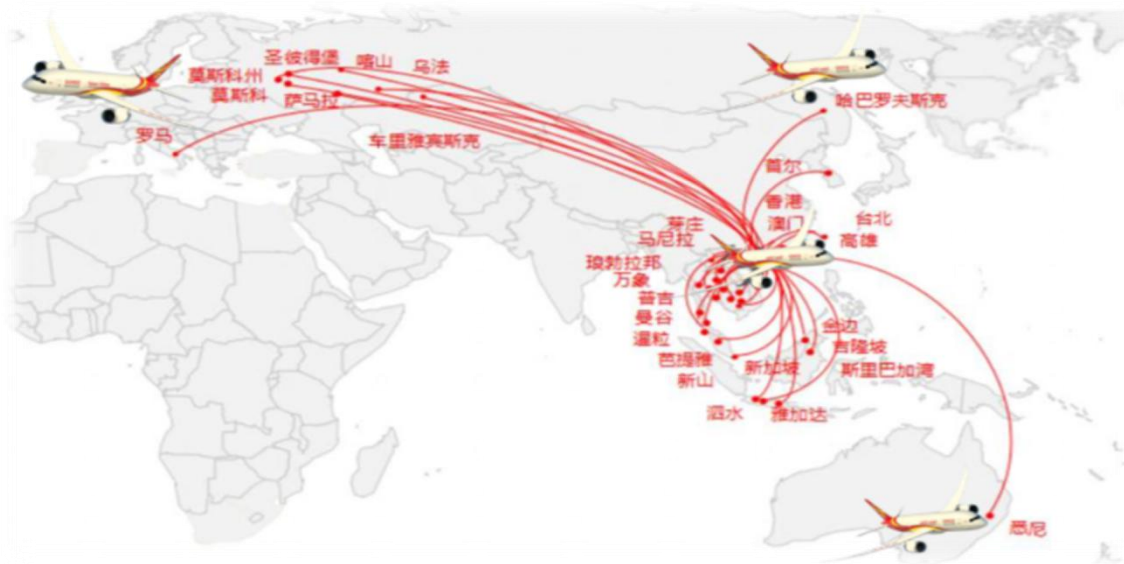 圣彼得堡
喀山
乌法
莫斯科州
莫斯科
萨马拉
哈巴罗夫斯克
罗马
车里雅宾斯克
首尔
香港
澳门
台北
高雄
芽庄
马尼拉
琅勃拉邦
万象
普吉
曼谷
暹粒
芭提雅
新山
新加坡
金边
吉隆坡
斯里巴加湾
泗水
雅加达
悉尼